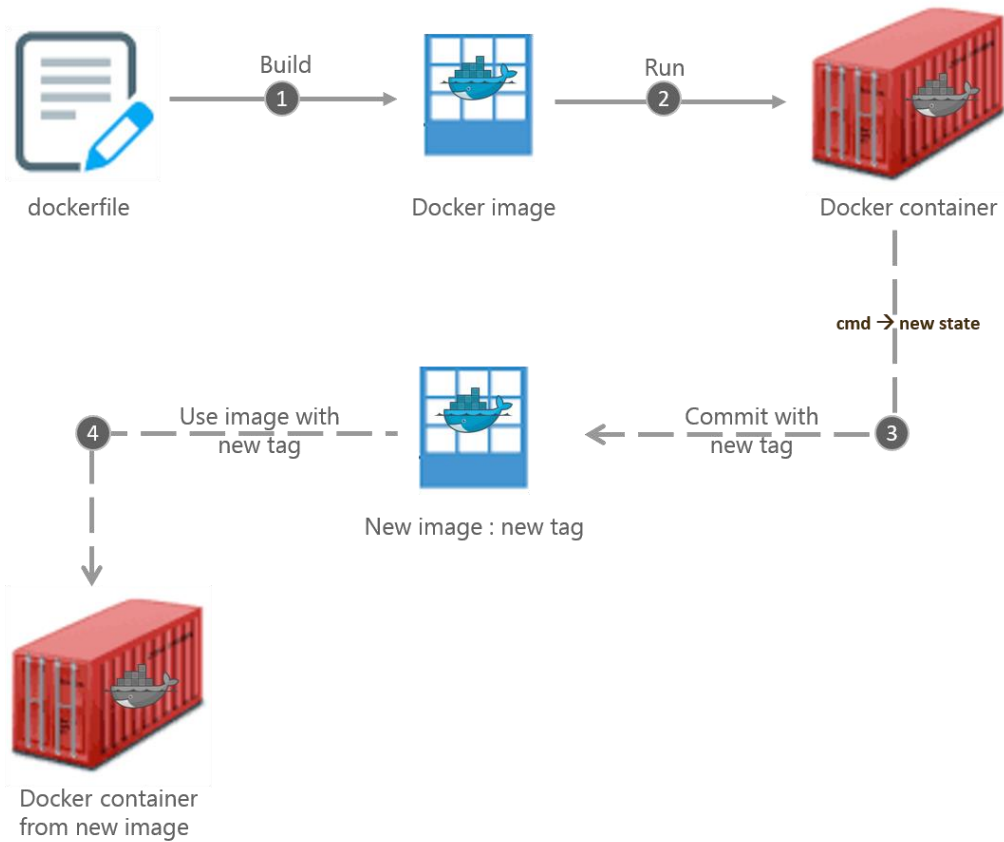 Build
1
Run
2
dockerfile
Docker image
Docker container
cmd → new state
Use image with
new tag
4
Commit with
new tag
3
New image : new tag
Docker container
from new image